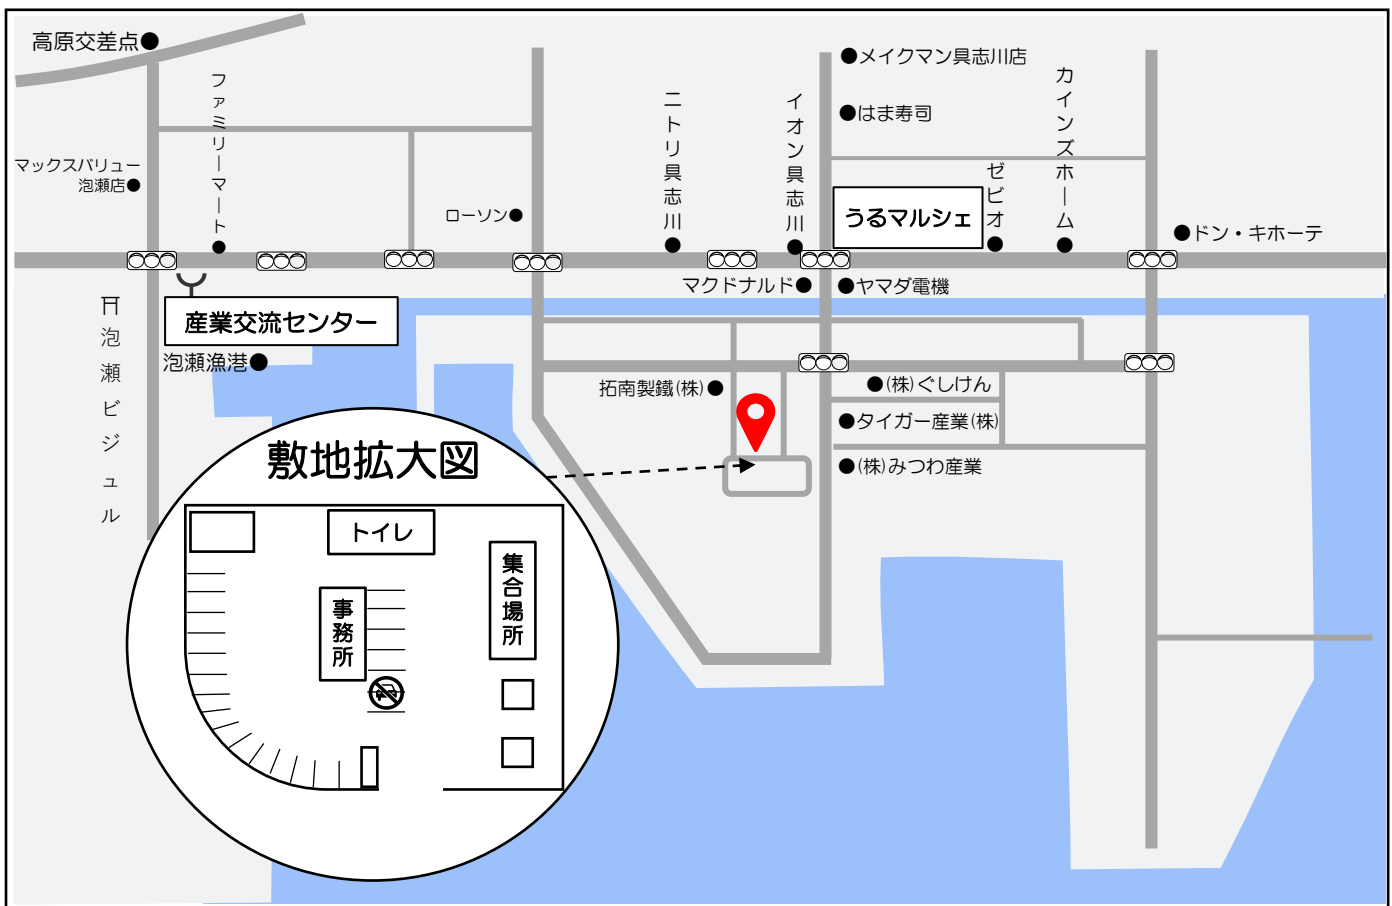 高原交差点
メイクマン具志川店
ファミリーマート
ニトリ具志川
イオン具志川
はま寿司
カインズホーム
マックスバリュー
泡瀬店
ローソン
うるマルシェ
ゼビオ
ドン・キホーテ
マクドナルド
ヤマダ電機
産業交流センター
泡瀬ビジュル
泡瀬漁港
拓南製鐵(株)
(株)ぐしけん
タイガー産業(株)
(株)みつわ産業
敷地拡大図
トイレ
集合場所
事務所